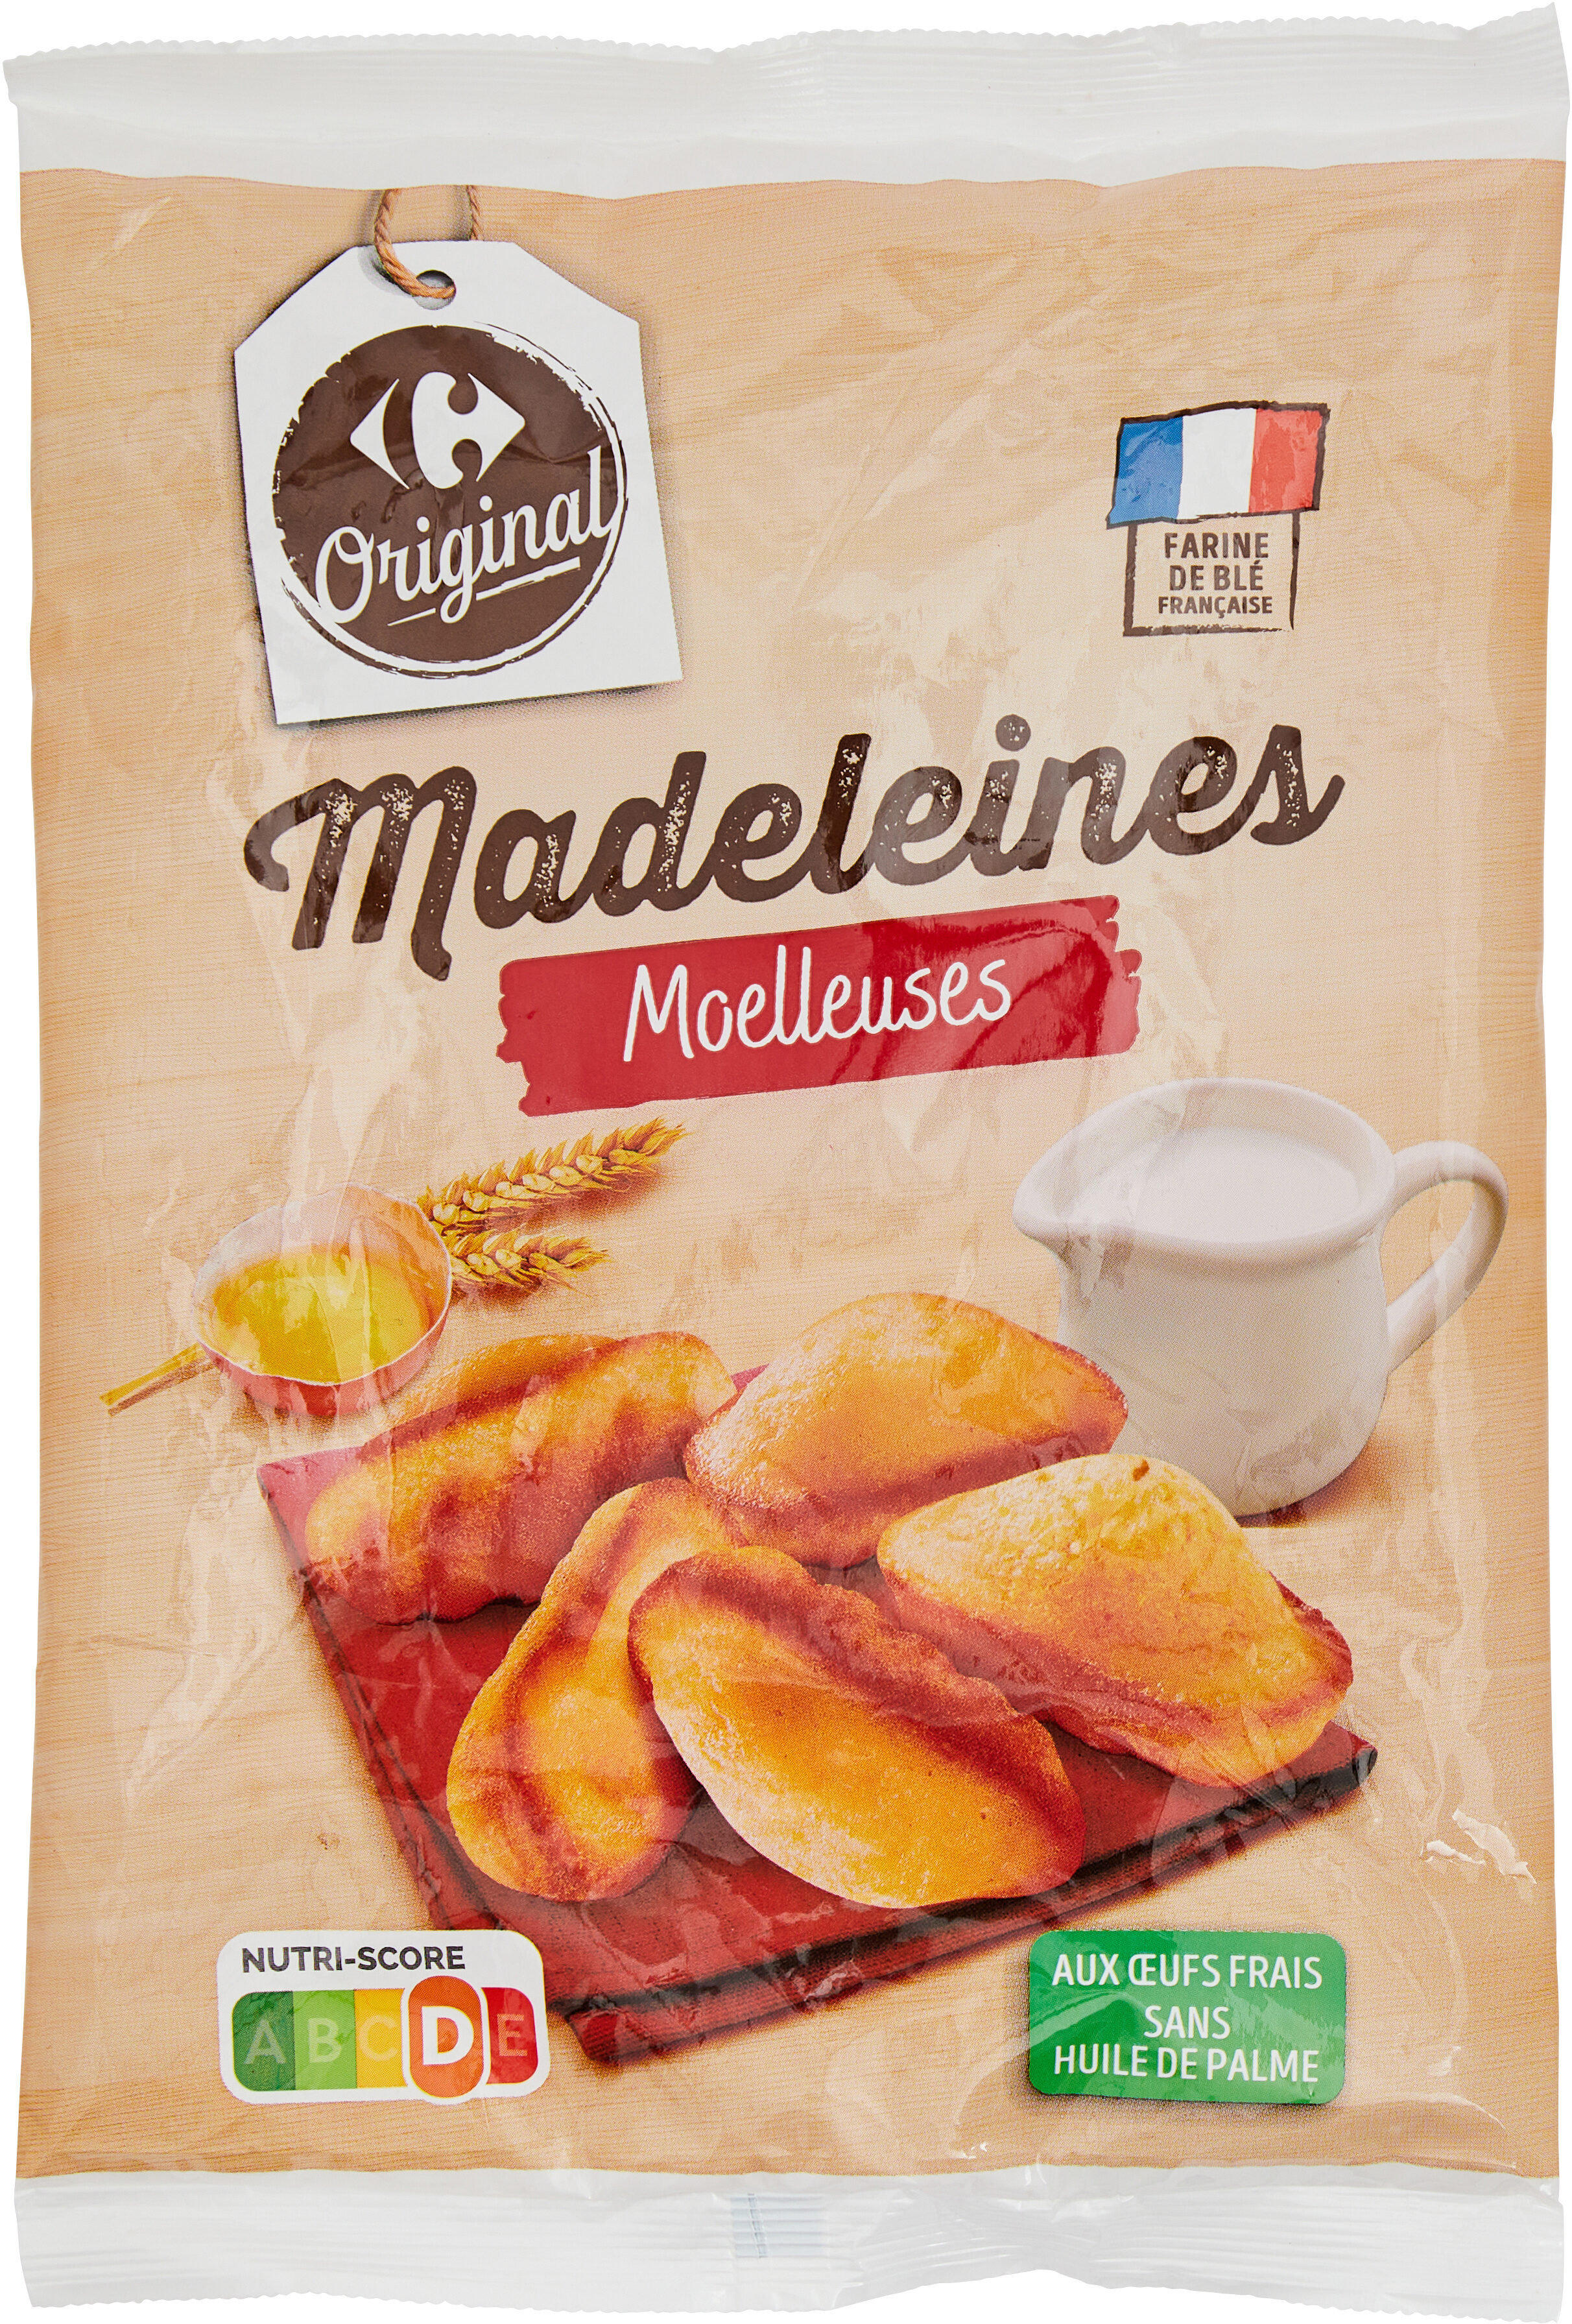 Original
FARINE
DE BLÉ
FRANÇAISE
Madeleines
Moelleuses
NUTRI-SCORE
A B C D E
AUX ŒUFS FRAIS
SANS
HUILE DE PALME